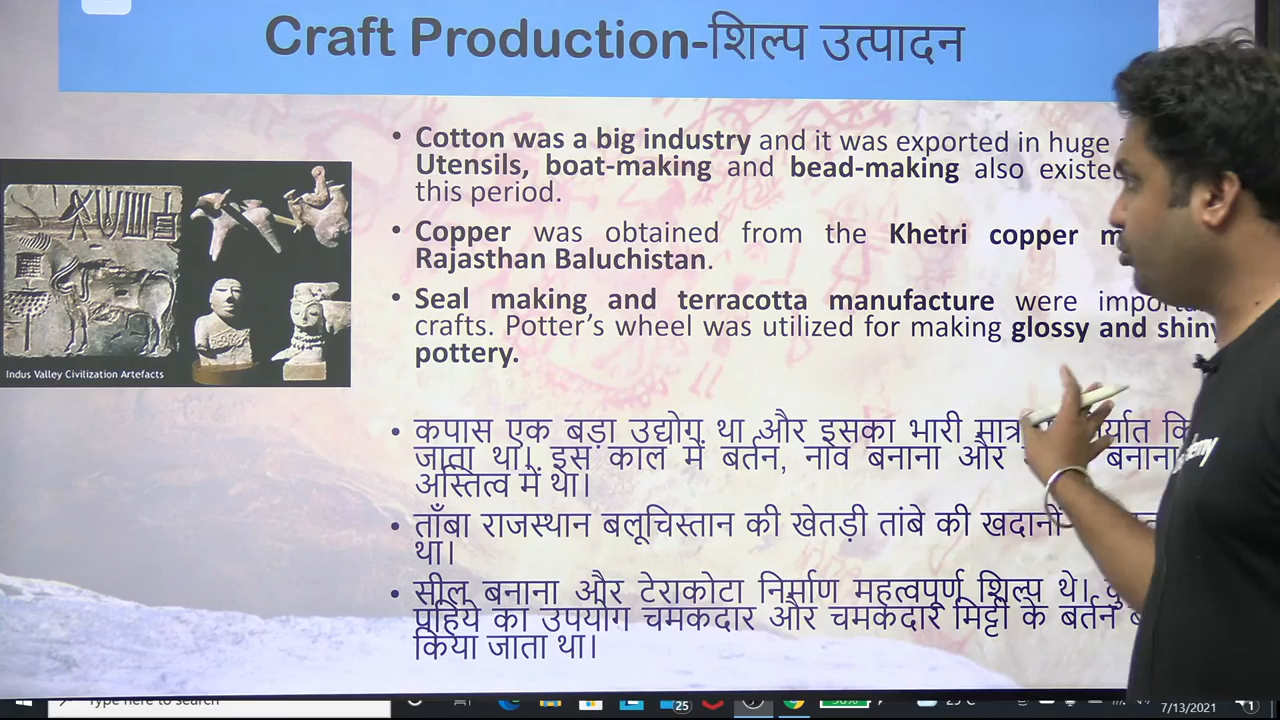 Craft Production-शिल्प उत्पादन
• Cotton was a big industry and it was exported in huge
Utensils, boat-making and bead-making also existed
this period.
• Copper was obtained from the Khetri copper
Rajasthan Baluchistan.
• Seal making and terracotta manufacture were
crafts. Potter's wheel was utilized for making glossy and shiny
pottery.
Indus Valley Civilization Artefacts
• कपास एक बड़ा उद्योग था और इसका भारी
जाता था। इस काल में बर्तन, नाव बनाना और बनाना
अस्तित्व में था।
• ताँबा राजस्थान बलूचिस्तान की खेतड़ी तांबे की खदानों
था।
• सील बनाना और टेराकोटा निर्माण महत्वपूर्ण शिल्प थे।
पहिये का उपयोग चमकदार और चमकदार मिट्टी के बर्तन
किया जाता था।
Type here to search
25
7/13/2021
1